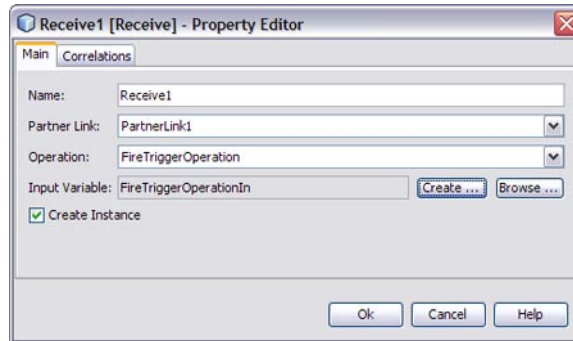 Receive1 [Receive] - Property Editor
Main Correlations
Name: Receive1
Partner Link: PartnerLink1
Operation: FireTriggerOperation
Input Variable: FireTriggerOperationIn Create ... Browse ...
Create Instance
Ok Cancel Help